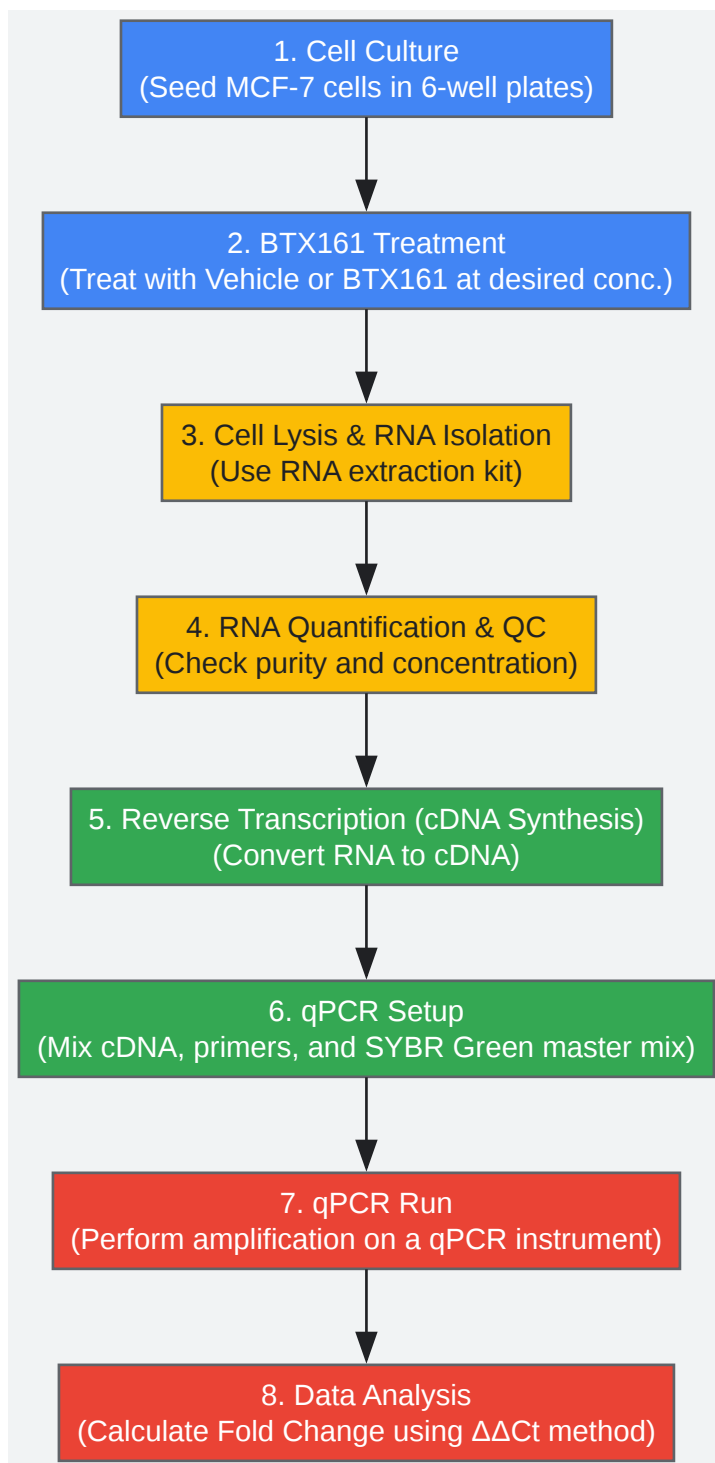 1. Cell Culture
(Seed MCF-7 cells in 6-well plates)
2. BTX161 Treatment
(Treat with Vehicle or BTX161 at desired conc.)
3. Cell Lysis & RNA Isolation
(Use RNA extraction kit)
4. RNA Quantification & QC
(Check purity and concentration)
5. Reverse Transcription (cDNA Synthesis)
(Convert RNA to cDNA)
6. qPCR Setup
(Mix cDNA, primers, and SYBR Green master mix)
7. qPCR Run
(Perform amplification on a qPCR instrument)
8. Data Analysis
(Calculate Fold Change using ΔΔCt method)